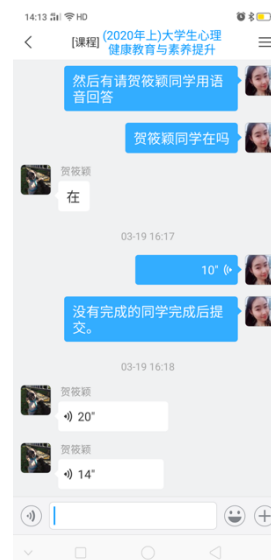 14:13 HD
[课程] (2020年上)大学生心理
健康教育与素养提升
然后有请贺筱颖同学用语
音回答
贺筱颖同学在吗
贺筱颖
在
03-19 16:17
10"
没有完成的同学完成后提
交。
03-19 16:18
贺筱颖
20"
贺筱颖
14"